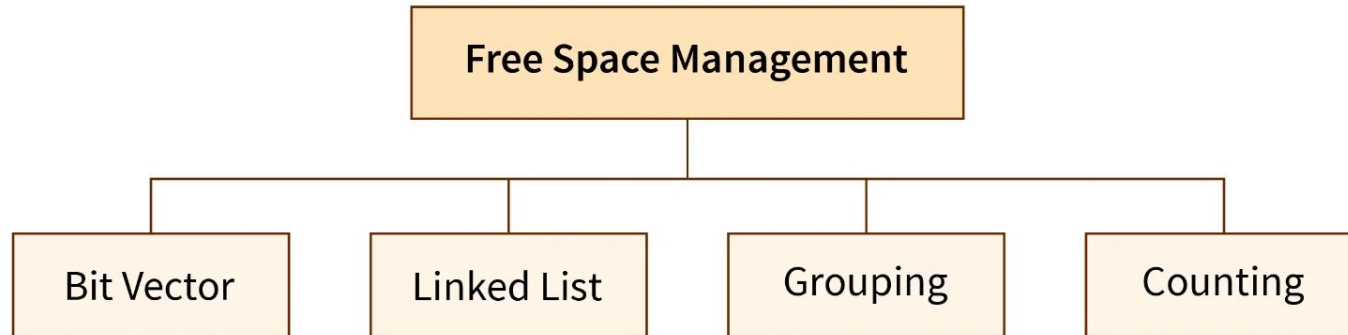 Free Space Management
Bit Vector
Linked List
Grouping
Counting